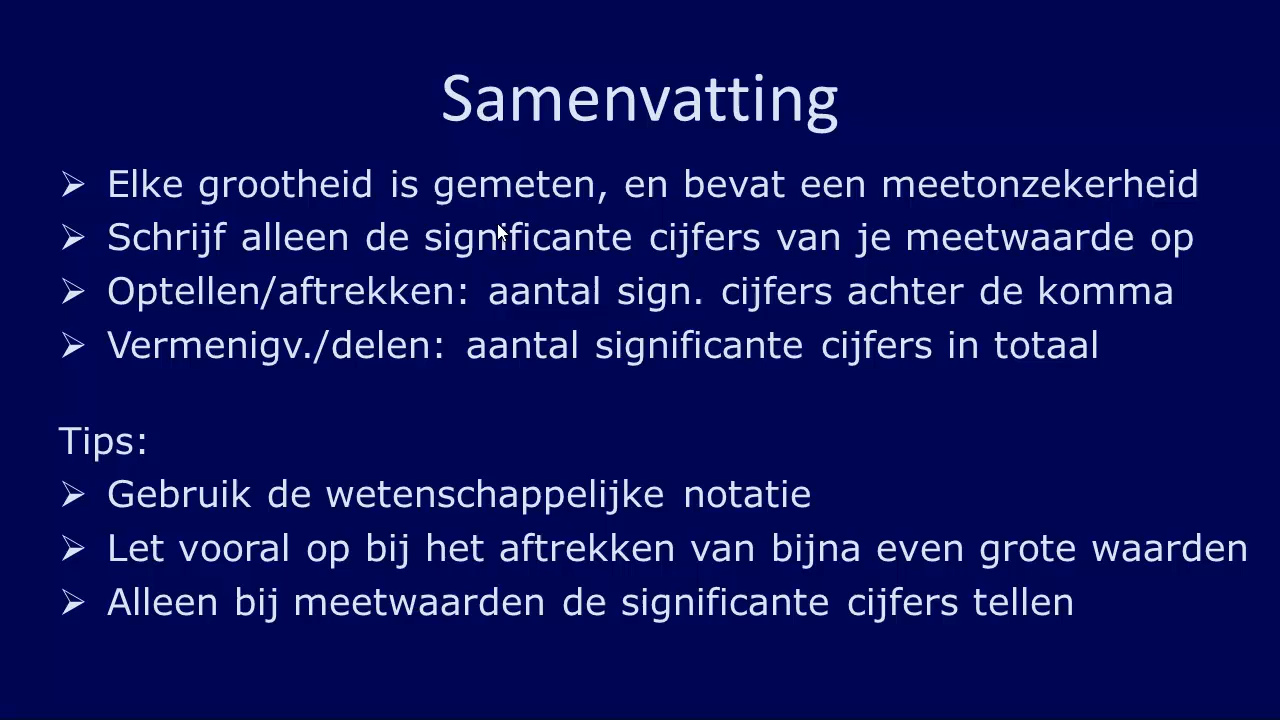 Samenvatting
➢ Elke grootheid is gemeten, en bevat een meetonzekerheid
➢ Schrijf alleen de significante cijfers van je meetwaarde op
➢ Optellen/aftrekken: aantal sign. cijfers achter de komma
➢ Vermenigv./delen: aantal significante cijfers in totaal
Tips:
➢ Gebruik de wetenschappelijke notatie
➢ Let vooral op bij het aftrekken van bijna even grote waarden
➢ Alleen bij meetwaarden de significante cijfers tellen